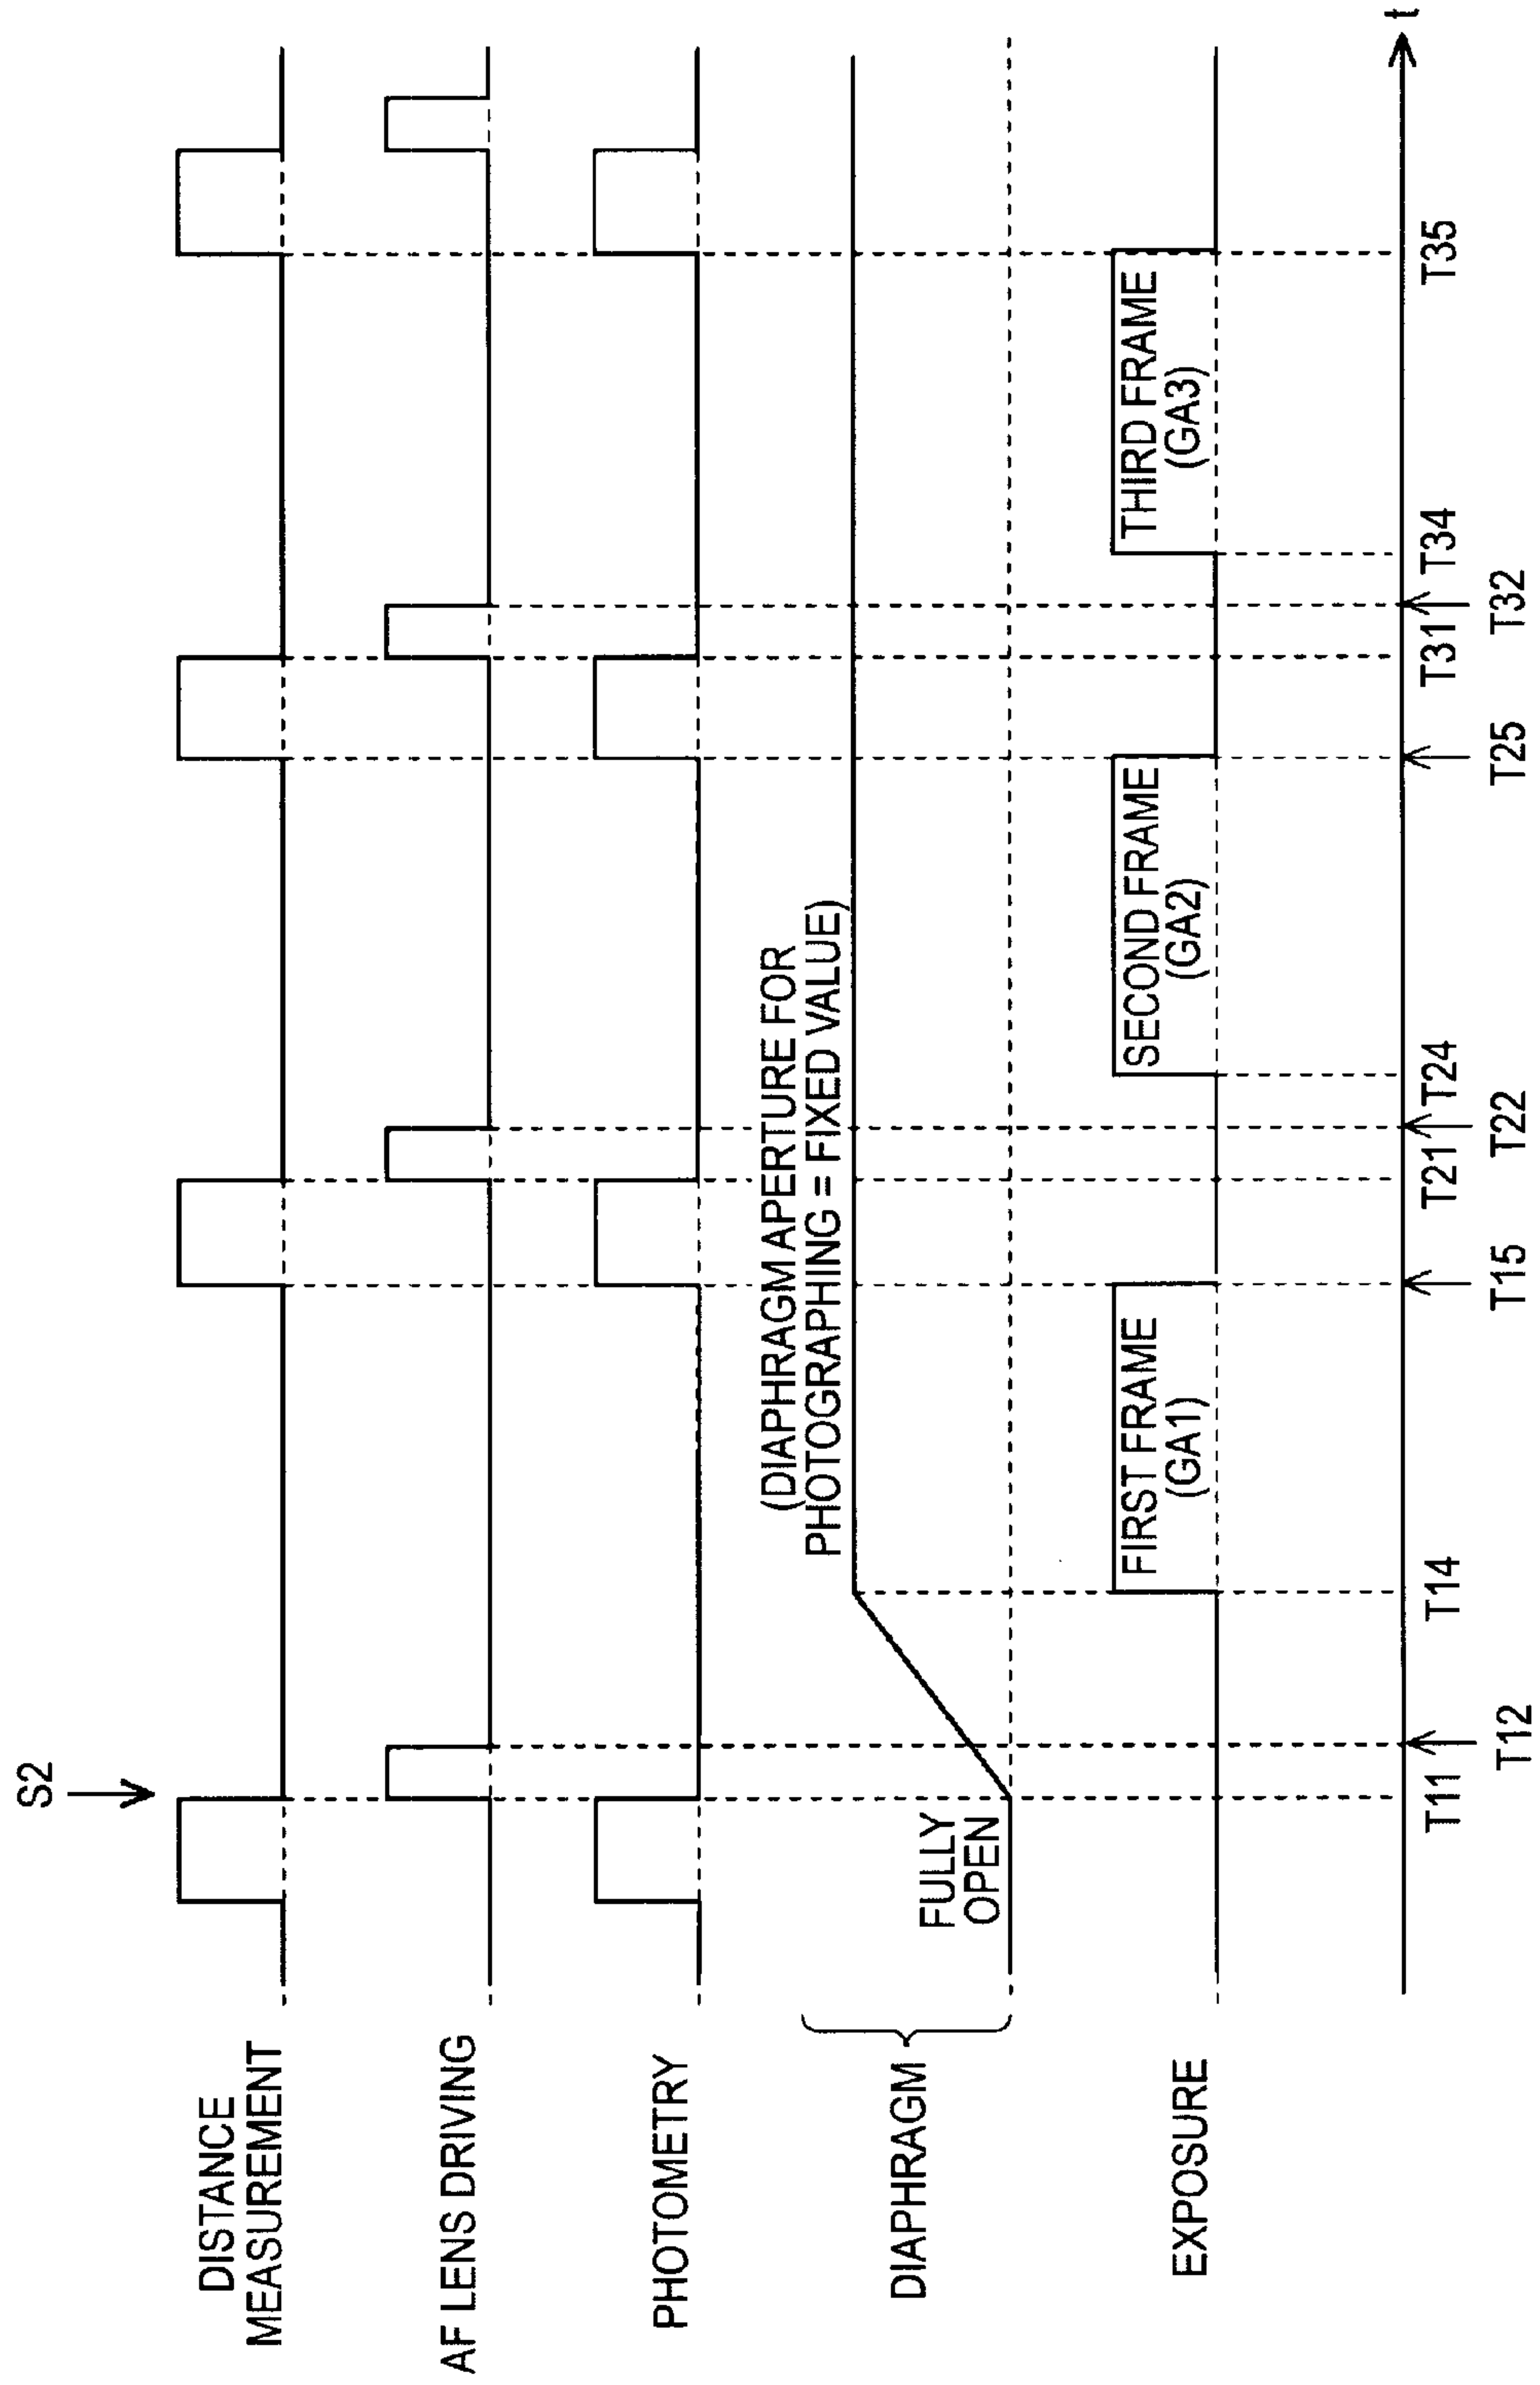 S2
DISTANCE
MEASUREMENT
AF LENS DRIVING
PHOTOMETRY
(DIAPHRAGM APERTURE FOR
PHOTOGRAPHING = FIXED VALUE)
DIAPHRAGM
FULLY
OPEN
EXPOSURE
FIRST FRAME
(GA1)
SECOND FRAME
(GA2)
THIRD FRAME
(GA3)
t
T11
T12
T14
T15
T21
T22
T24
T25
T31
T32
T34
T35